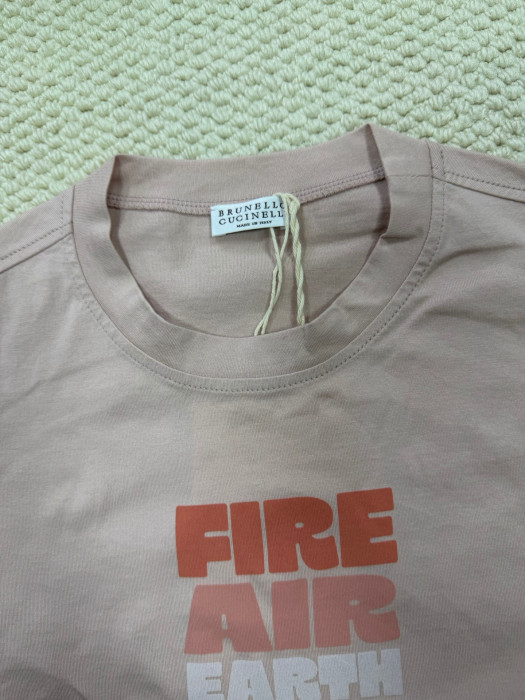 BRUNELLO
CUCINELLI
MADE IN ITALY
FIRE
AIR
EARTH